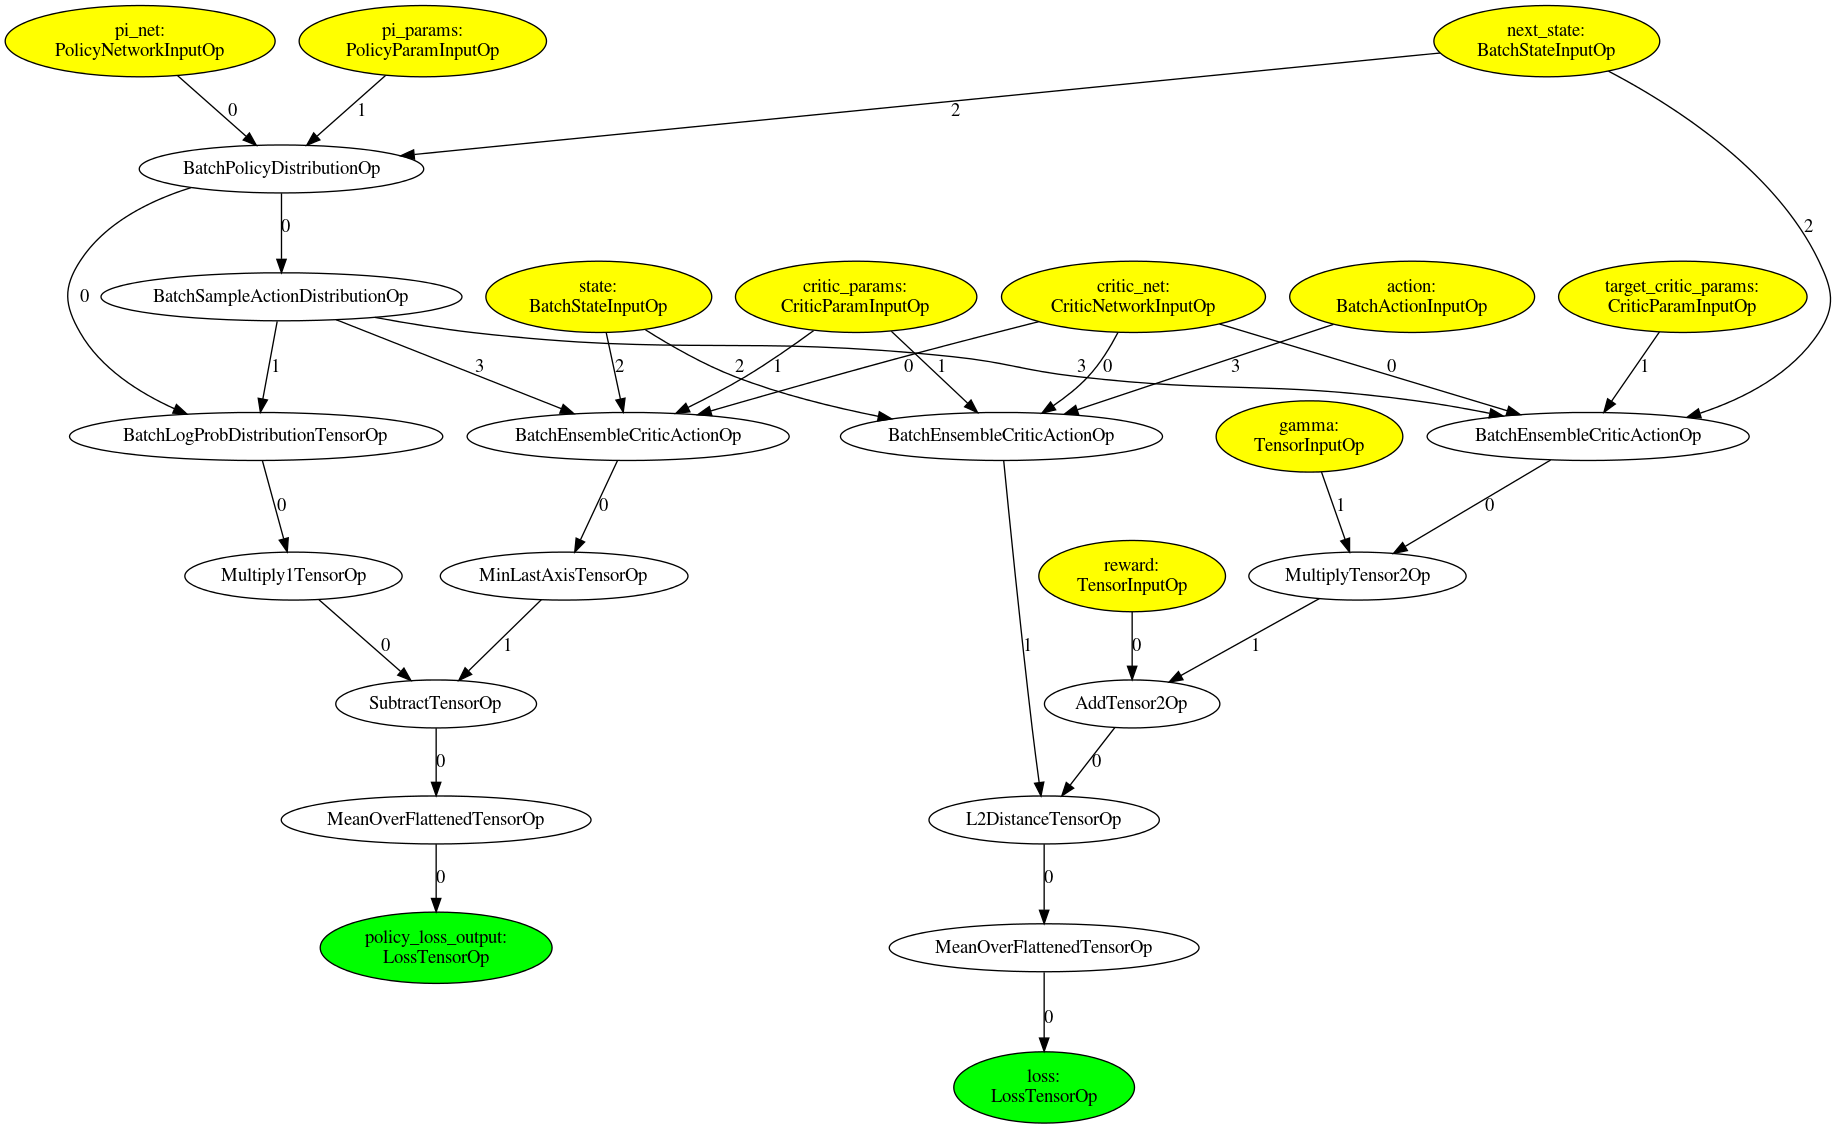 pi_net:
PolicyNetworkInputOp
pi_params:
PolicyParamInputOp
next_state:
BatchStateInputOp
0
1
2
BatchPolicyDistributionOp
0
2
0
BatchSampleActionDistributionOp
state:
BatchStateInputOp
critic_params:
CriticParamInputOp
critic_net:
CriticNetworkInputOp
action:
BatchActionInputOp
target_critic_params:
CriticParamInputOp
1
3
2
2
1
0
1
0
3
3
0
1
BatchLogProbDistributionTensorOp
BatchEnsembleCriticActionOp
BatchEnsembleCriticActionOp
gamma:
TensorInputOp
BatchEnsembleCriticActionOp
0
0
1
0
Multiply1TensorOp
MinLastAxisTensorOp
reward:
TensorInputOp
MultiplyTensor2Op
0
1
1
0
1
SubtractTensorOp
AddTensor2Op
0
0
MeanOverFlattenedTensorOp
L2DistanceTensorOp
0
0
policy_loss_output:
LossTensorOp
MeanOverFlattenedTensorOp
0
loss:
LossTensorOp